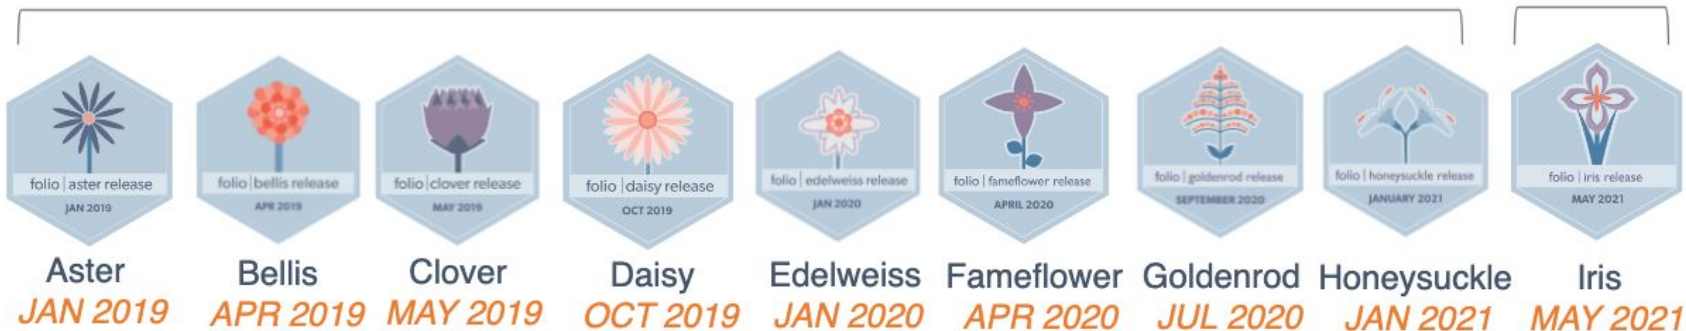 folio | aster release
JAN 2019
folio | bellis release
APR 2019
folio | clover release
MAY 2019
folio | daisy release
OCT 2019
folio | edelweiss release
JAN 2020
folio | fameflower release
APRIL 2020
folio | goldenrod release
SEPTEMBER 2020
folio | honeysuckle release
JANUARY 2021
folio | iris release
MAY 2021
Aster
JAN 2019
Bellis
APR 2019
Clover
MAY 2019
Daisy
OCT 2019
Edelweiss
JAN 2020
Fameflower
APR 2020
Goldenrod
JUL 2020
Honeysuckle
JAN 2021
Iris
MAY 2021